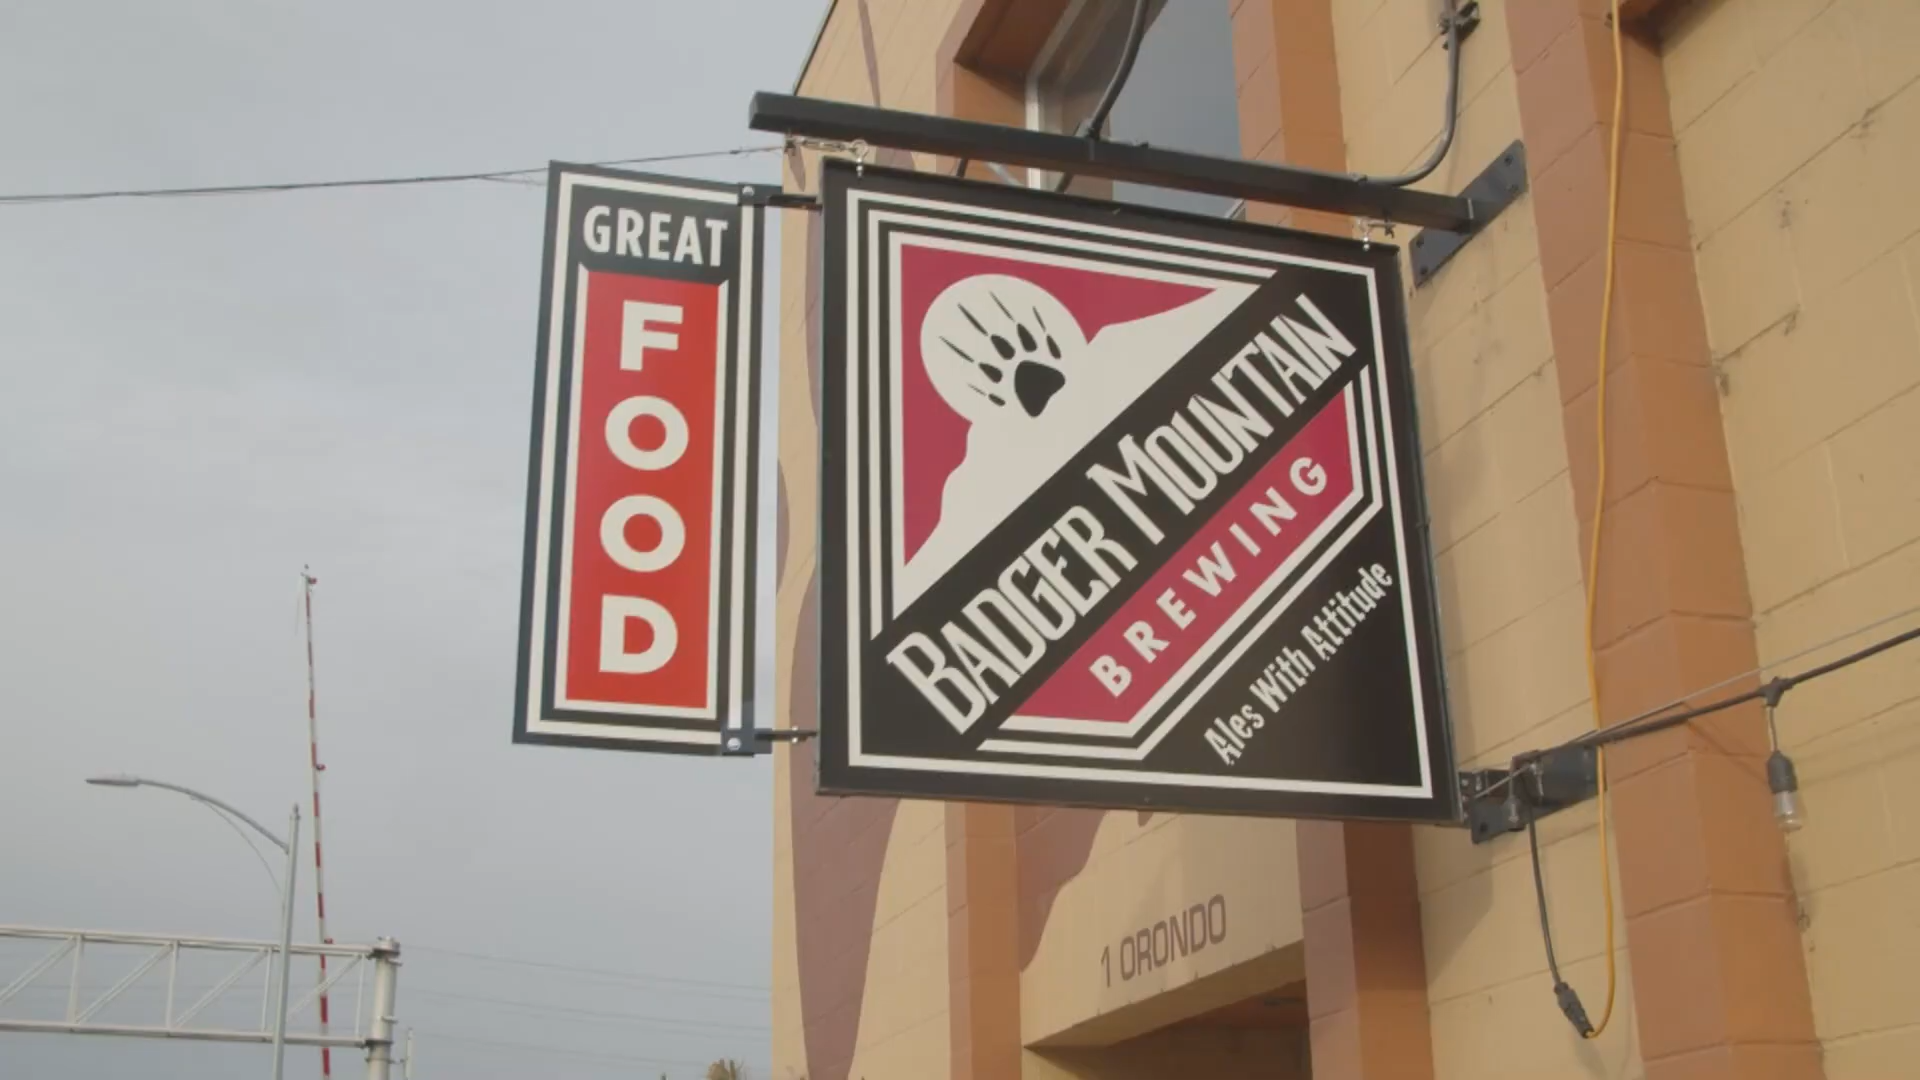 GREAT
FOOD
BADGER MOUNTAIN
BREWING
Ales With Attitude
1 ORONDO